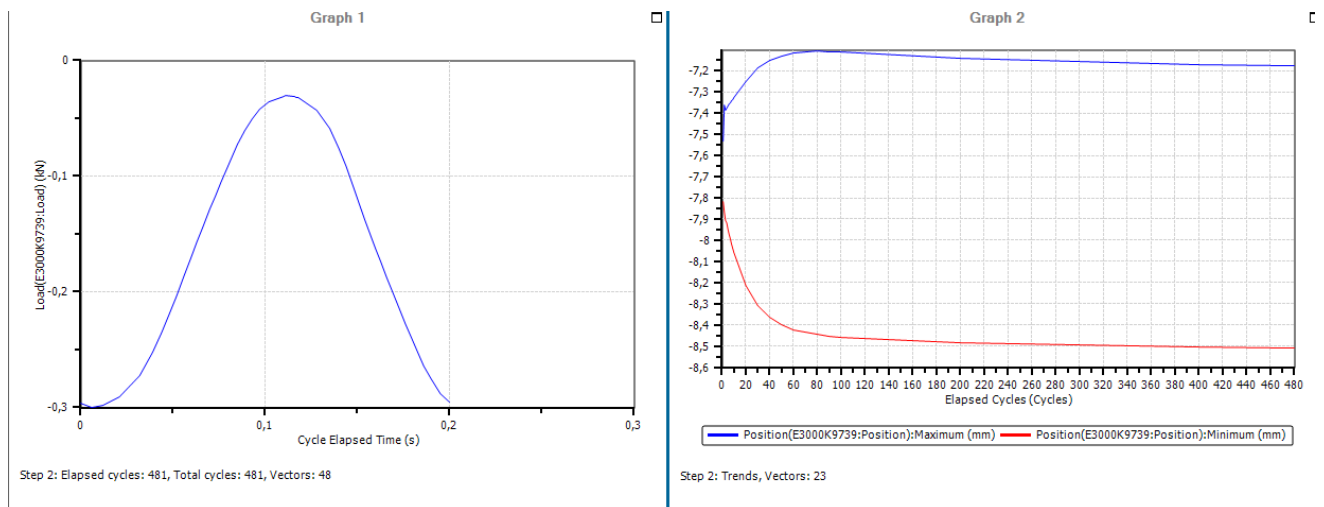 Graph 1
0
-0,1
-0,2
-0,3
Load(E3000K9739:Load) (kN)
0
0,1
0,2
0,3
Cycle Elapsed Time (s)
Step 2: Elapsed cycles: 481, Total cycles: 481, Vectors: 48
Graph 2
-7,2
-7,3
-7,4
-7,5
-7,6
-7,7
-7,8
-7,9
-8
-8,1
-8,2
-8,3
-8,4
-8,5
-8,6
0 20 40 60 80 100 120 140 160 180 200 220 240 260 280 300 320 340 360 380 400 420 440 460 480
Elapsed Cycles (Cycles)
Position(E3000K9739:Position):Maximum (mm) Position(E3000K9739:Position):Minimum (mm)
Step 2: Trends, Vectors: 23